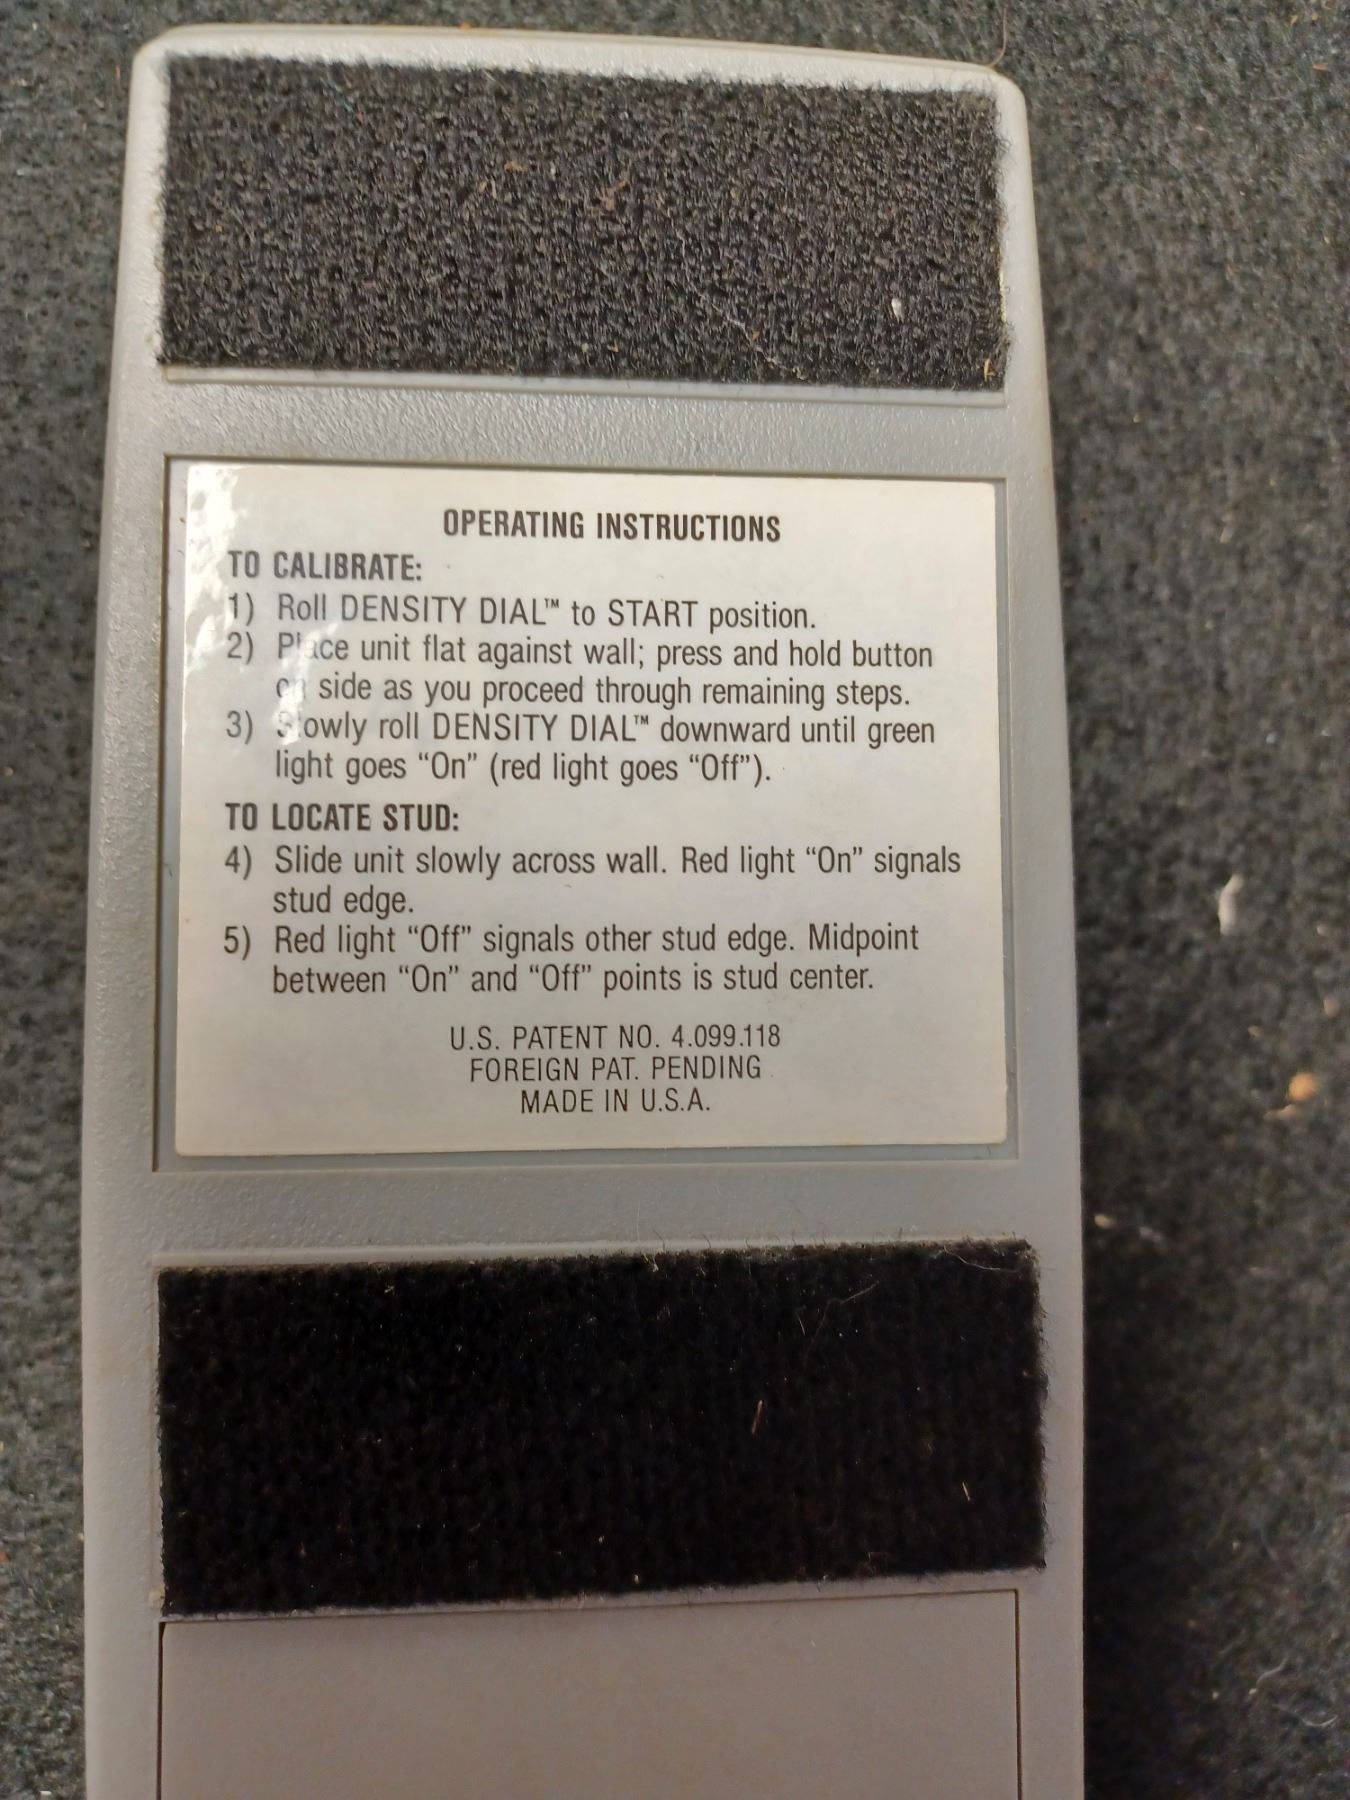 OPERATING INSTRUCTIONS
TO CALIBRATE:
1) Roll DENSITY DIAL™ to START position.
2) Place unit flat against wall; press and hold button
on side as you proceed through remaining steps.
3) Slowly roll DENSITY DIAL™ downward until green
light goes “On” (red light goes “Off”).
TO LOCATE STUD:
4) Slide unit slowly across wall. Red light “On” signals
stud edge.
5) Red light “Off” signals other stud edge. Midpoint
between “On” and “Off” points is stud center.
U.S. PATENT NO. 4.099.118
FOREIGN PAT. PENDING
MADE IN U.S.A.